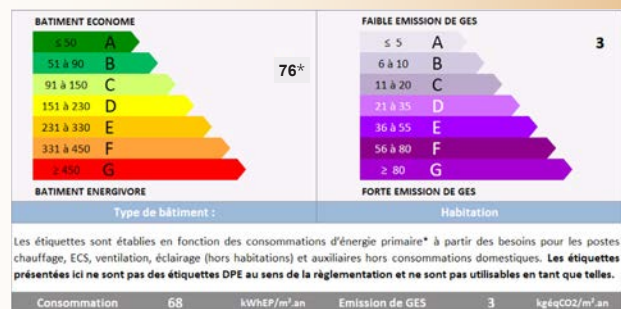 BATIMENT ECONOME
≤ 50 A
51 à 90 B
76*
91 à 150 C
151 à 230 D
231 à 330 E
331 à 450 F
≥ 450 G
BATIMENT ENERGIVORE
FAIBLE EMISSION DE GES
≤ 5 A
3
6 à 10 B
11 à 20 C
21 à 35 D
36 à 55 E
56 à 80 F
≥ 80 G
FORTE EMISSION DE GES
Type de bâtiment : Habitation
Les étiquettes sont établies en fonction des consommations d'énergie primaire* à partir des besoins pour les postes
chauffage, ECS, ventilation, éclairage (hors habitations) et auxiliaires hors consommations domestiques. Les étiquettes
présentées ici ne sont pas des étiquettes DPE au sens de la règlementation et ne sont pas utilisables en tant que telles.
Consommation 68 kWhEP/m².an Emission de GES 3 kgéqCO2/m².an